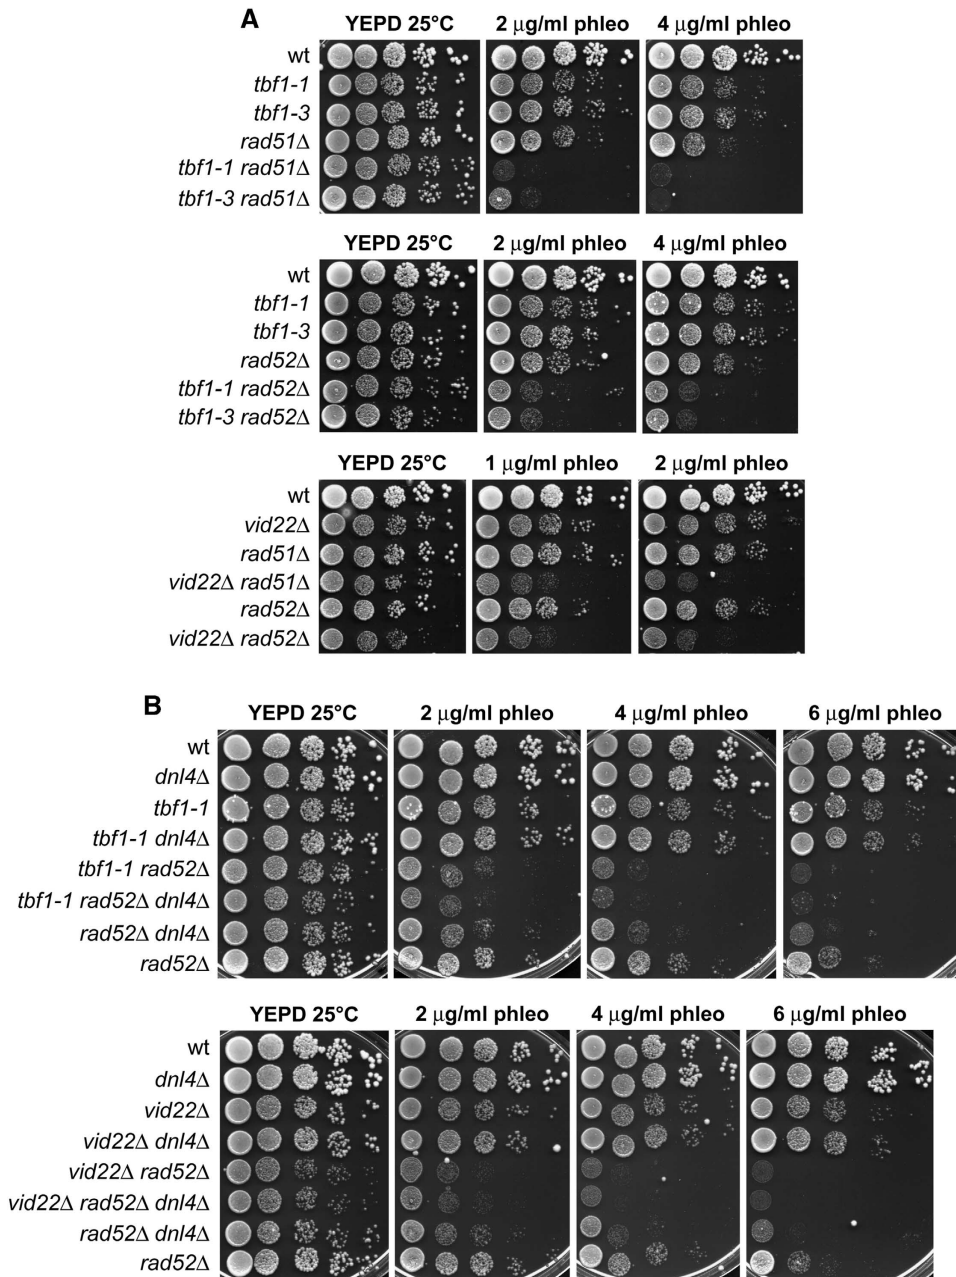 A
YEPD 25°C 2 μg/ml phleo 4 μg/ml phleo
wt
tbf1-1
tbf1-3
rad51Δ
tbf1-1 rad51Δ
tbf1-3 rad51Δ
YEPD 25°C 2 μg/ml phleo 4 μg/ml phleo
wt
tbf1-1
tbf1-3
rad52Δ
tbf1-1 rad52Δ
tbf1-3 rad52Δ
YEPD 25°C 1 μg/ml phleo 2 μg/ml phleo
wt
vid22Δ
rad51Δ
vid22Δ rad51Δ
rad52Δ
vid22Δ rad52Δ
B
YEPD 25°C 2 μg/ml phleo 4 μg/ml phleo 6 μg/ml phleo
wt
dnl4Δ
tbf1-1
tbf1-1 dnl4Δ
tbf1-1 rad52Δ
tbf1-1 rad52Δ dnl4Δ
rad52Δ dnl4Δ
rad52Δ
YEPD 25°C 2 μg/ml phleo 4 μg/ml phleo 6 μg/ml phleo
wt
dnl4Δ
vid22Δ
vid22Δ dnl4Δ
vid22Δ rad52Δ
vid22Δ rad52Δ dnl4Δ
rad52Δ dnl4Δ
rad52Δ